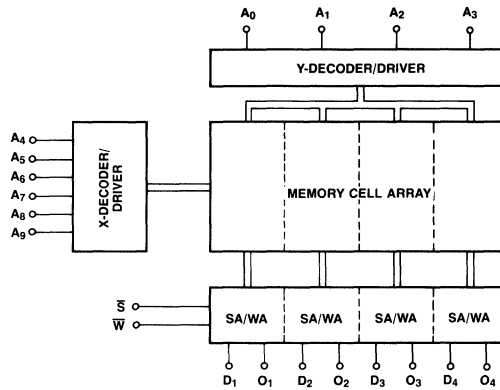 A0 A1 A2 A3
Y-DECODER/DRIVER
A4
A5
A6
A7
A8
A9
X-DECODER/
DRIVER
MEMORY CELL ARRAY
S̅
W̅
SA/WA SA/WA SA/WA SA/WA
D1 O1 D2 O2 D3 O3 D4 O4